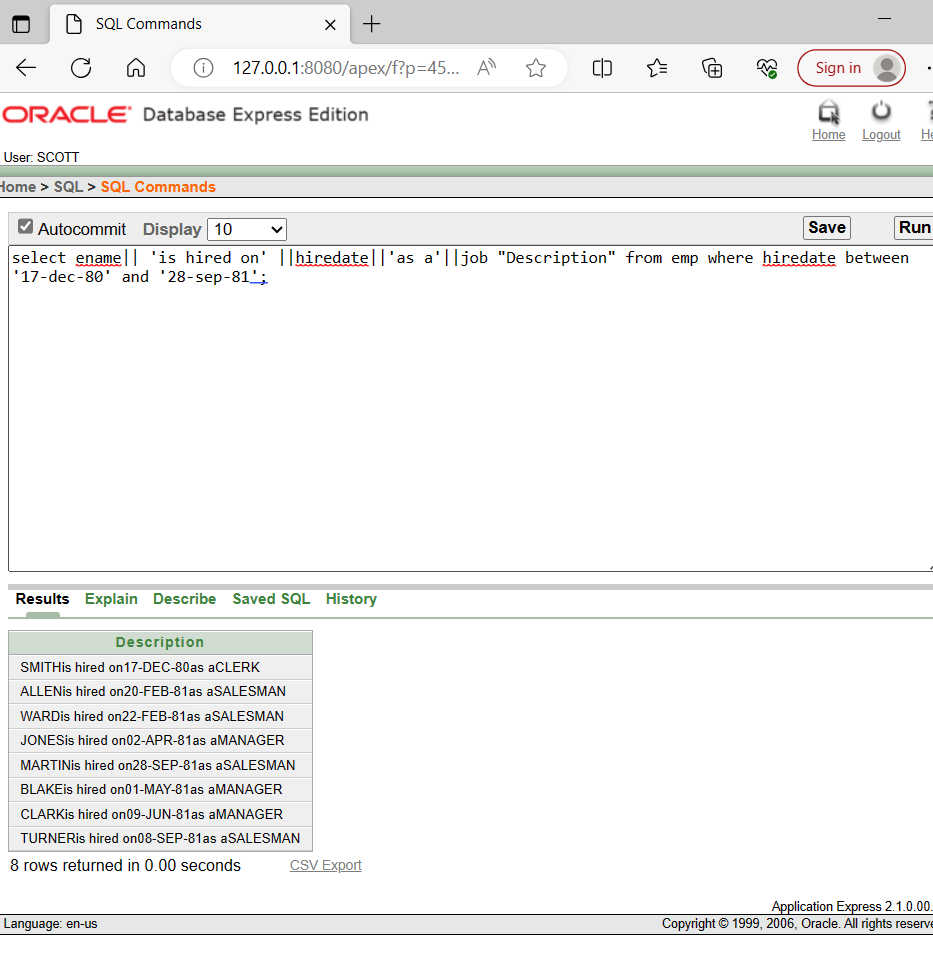 SQL Commands
127.0.0.1:8080/apex/f?p=45...
Sign in
ORACLE Database Express Edition
Home Logout He
User: SCOTT
Home > SQL > SQL Commands
Autocommit Display 10 Save Run
select ename|| 'is hired on' ||hiredate||'as a'||job "Description" from emp where hiredate between
'17-dec-80' and '28-sep-81';
Results Explain Describe Saved SQL History
Description
SMITHis hired on17-DEC-80as aCLERK
ALLENis hired on20-FEB-81as aSALESMAN
WARDis hired on22-FEB-81as aSALESMAN
JONESis hired on02-APR-81as aMANAGER
MARTINis hired on28-SEP-81as aSALESMAN
BLAKEis hired on01-MAY-81as aMANAGER
CLARKis hired on09-JUN-81as aMANAGER
TURNERis hired on08-SEP-81as aSALESMAN
8 rows returned in 0.00 seconds CSV Export
Application Express 2.1.0.00.
Language: en-us Copyright © 1999, 2006, Oracle. All rights reserve